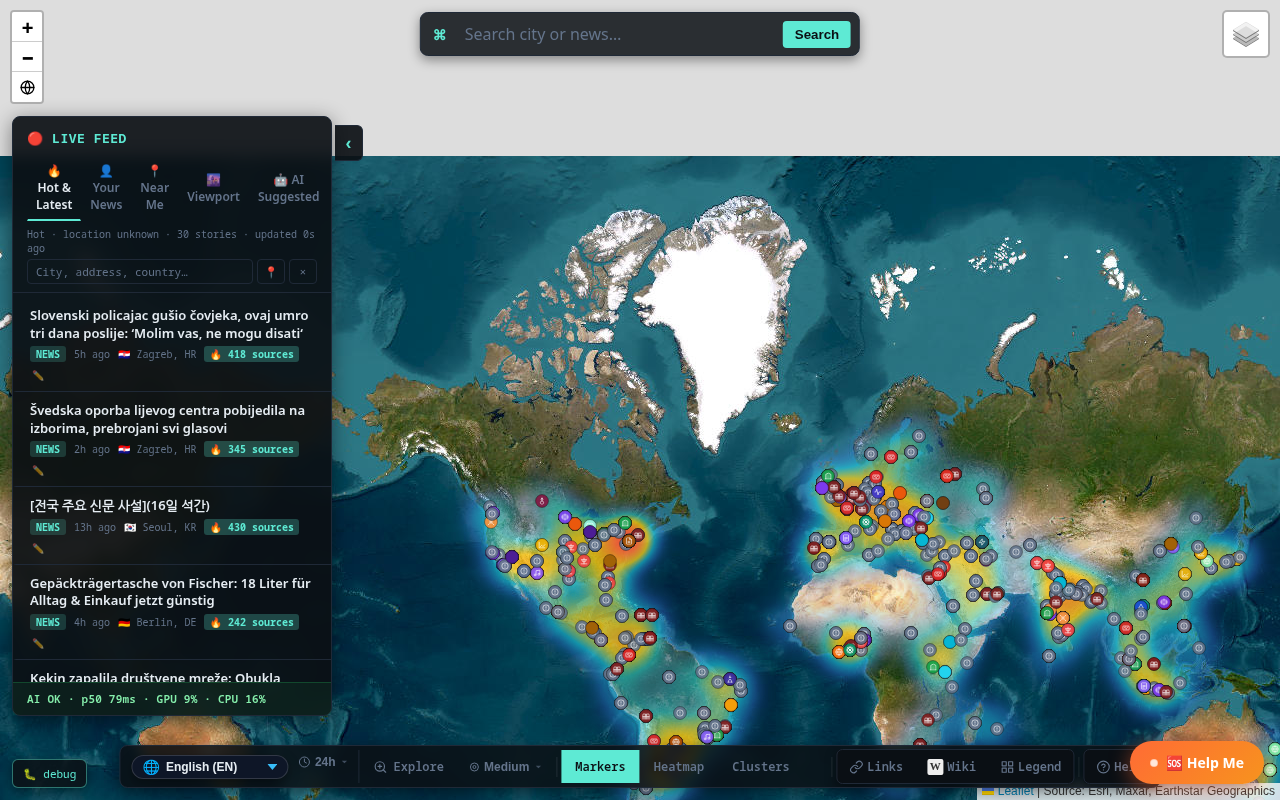 +
−
⌘ Search city or news... Search
🔴 LIVE FEED
‹
🔥 Hot & Latest
👤 Your News
📍 Near Me
🌆 Viewport
🤖 AI Suggested
Hot · location unknown · 30 stories · updated 0s
ago
City, address, country…
📍
×
Slovenski policajac gušio čovjeka, ovaj umro
tri dana poslije: ‘Molim vas, ne mogu disati’
NEWS 5h ago 🇭🇷 Zagreb, HR 🔥 418 sources
Švedska oporba lijevog centra pobijedila na
izborima, prebrojani svi glasovi
NEWS 2h ago 🇭🇷 Zagreb, HR 🔥 345 sources
[전국 주요 신문 사설](16일 석간)
NEWS 13h ago 🇰🇷 Seoul, KR 🔥 430 sources
Gepäckträgertasche von Fischer: 18 Liter für
Alltag & Einkauf jetzt günstig
NEWS 4h ago 🇩🇪 Berlin, DE 🔥 242 sources
Kekin zapalila društvene mreže: Obukla
AI OK · p50 79ms · GPU 9% · CPU 16%
🐛 debug
🌐 English (EN)
24h
Explore
Medium
Markers
Heatmap
Clusters
Links
W Wiki
Legend
🆘 Help Me
Leaflet | Source: Esri, Maxar, Earthstar Geographics